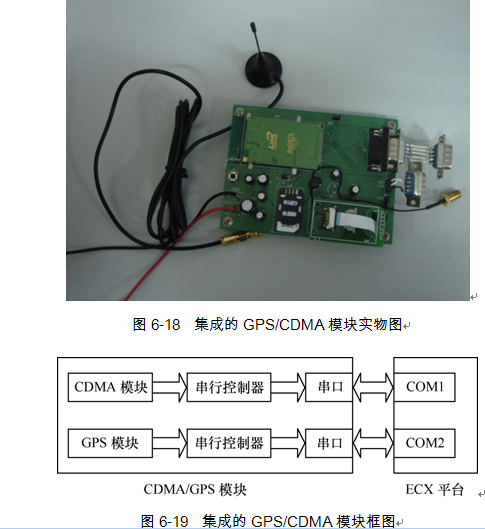 图 6-18 集成的 GPS/CDMA 模块实物图
CDMA 模块
串行控制器
串口
COM1
GPS 模块
串行控制器
串口
COM2
CDMA/GPS 模块
ECX 平台
图 6-19 集成的 GPS/CDMA 模块框图